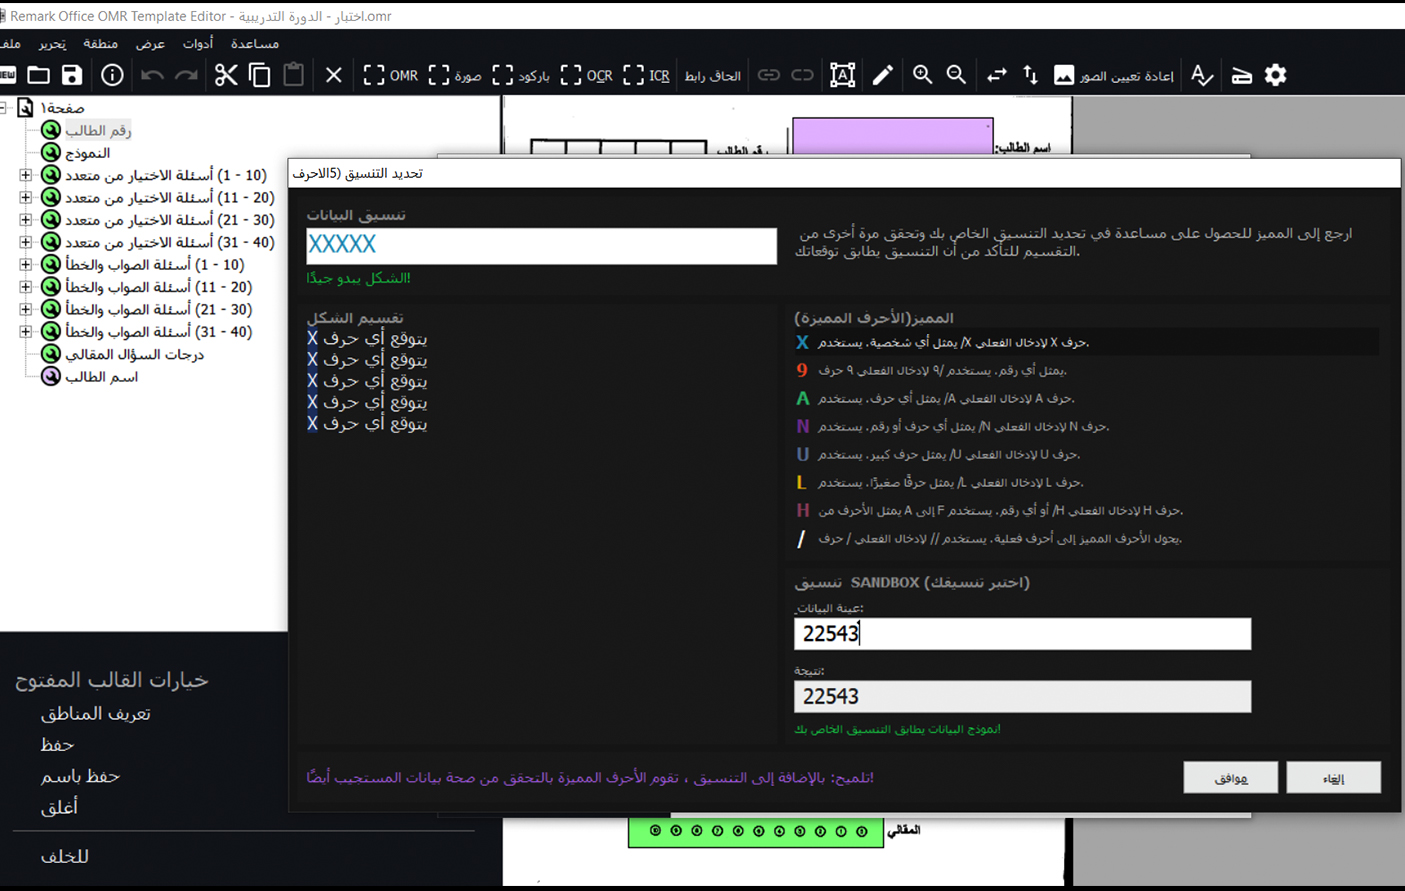 Remark Office OMR Template Editor - الدورة التدريبية - اختبار.omr
ملف تحرير منطقة عرض أدوات مساعدة
NEW OMR صورة باركود OCR ICR الحاق رابط إعادة تعيين الصور
صفحة١
رقم الطالب
النموذج
(1 - 10) أسئلة الاختيار من متعدد
(11 - 20) أسئلة الاختيار من متعدد
(21 - 30) أسئلة الاختيار من متعدد
(31 - 40) أسئلة الاختيار من متعدد
(1 - 10) أسئلة الصواب والخطأ
(11 - 20) أسئلة الصواب والخطأ
(21 - 30) أسئلة الصواب والخطأ
(31 - 40) أسئلة الصواب والخطأ
درجات السؤال المقالي
اسم الطالب
اسم الطالب:
رقم الطالب
تحديد التنسيق (5الاحرف
تنسيق البيانات
XXXXX
الشكل يبدو جيدًا!
ارجع إلى المميز للحصول على مساعدة في تحديد التنسيق الخاص بك وتحقق مرة أخرى من
التقسيم للتأكد من أن التنسيق يطابق توقعاتك.
تقسيم الشكل
X يتوقع أي حرف
X يتوقع أي حرف
X يتوقع أي حرف
X يتوقع أي حرف
X يتوقع أي حرف
المميز(الأحرف المميزة)
X يمثل أي شخصية. يستخدم /X لإدخال الفعلي X حرف.
9 يمثل أي رقم. يستخدم /٩ لإدخال الفعلي ٩ حرف.
A يمثل أي حرف. يستخدم /A لإدخال الفعلي A حرف.
N يمثل أي حرف أو رقم. يستخدم /N لإدخال الفعلي N حرف.
U يمثل حرف كبير. يستخدم /U لإدخال الفعلي U حرف.
L يمثل حرفًا صغيرًا. يستخدم /L لإدخال الفعلي L حرف.
H يمثل الأحرف من A إلى F أو أي رقم. يستخدم /H لإدخال الفعلي H حرف.
/ يحول الأحرف المميز إلى أحرف فعلية. يستخدم // لإدخال الفعلي / حرف.
تنسيق SANDBOX (اختبر تنسيقك)
عينة البيانات:
22543
نتيجة:
22543
نموذج البيانات يطابق التنسيق الخاص بك!
تلميح: بالإضافة إلى التنسيق ، تقوم الأحرف المميزة بالتحقق من صحة بيانات المستجيب أيضًا!
موافق
إلغاء
خيارات القالب المفتوح
تعريف المناطق
حفظ
حفظ باسم
أغلق
للخلف
المقالي